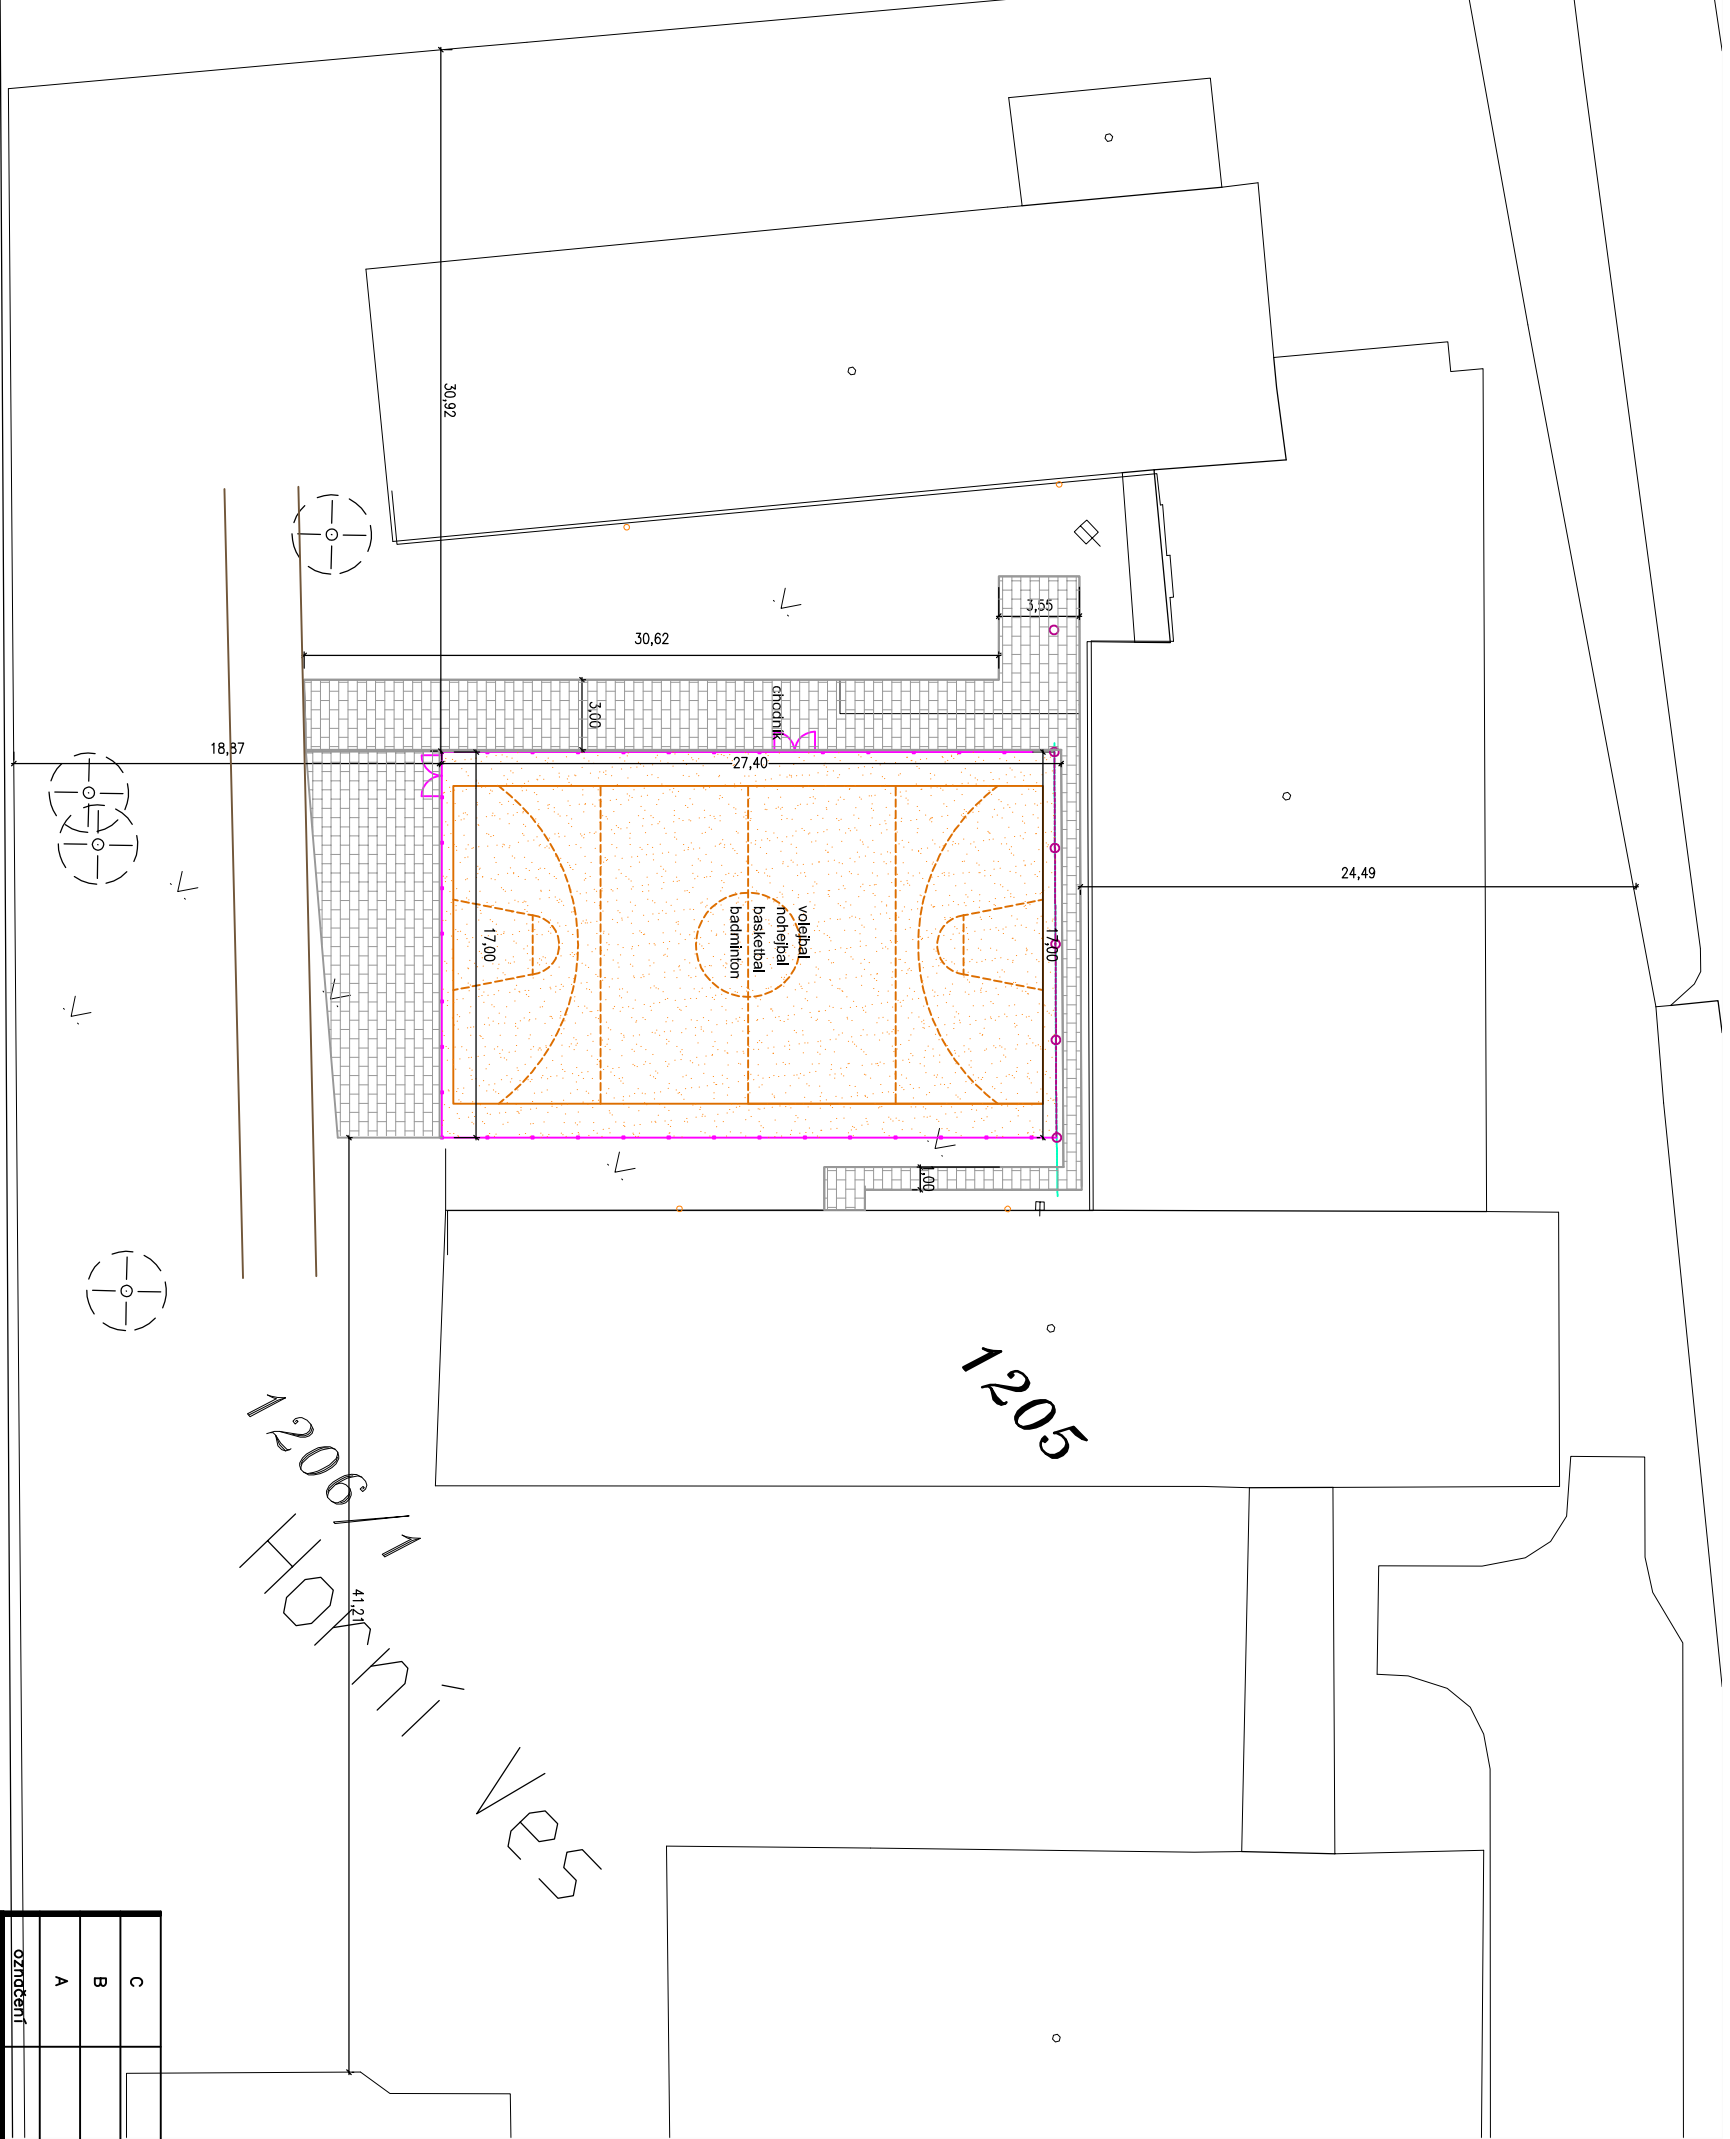 30,92
3,55
30,62
chodník
3,00
18,87
27,40
24,49
volejbal
nohejbal
basketbal
badminton
17,00
17,00
1,00
1205
1206/1
Horní Ves
41,21
C
B
A
označení